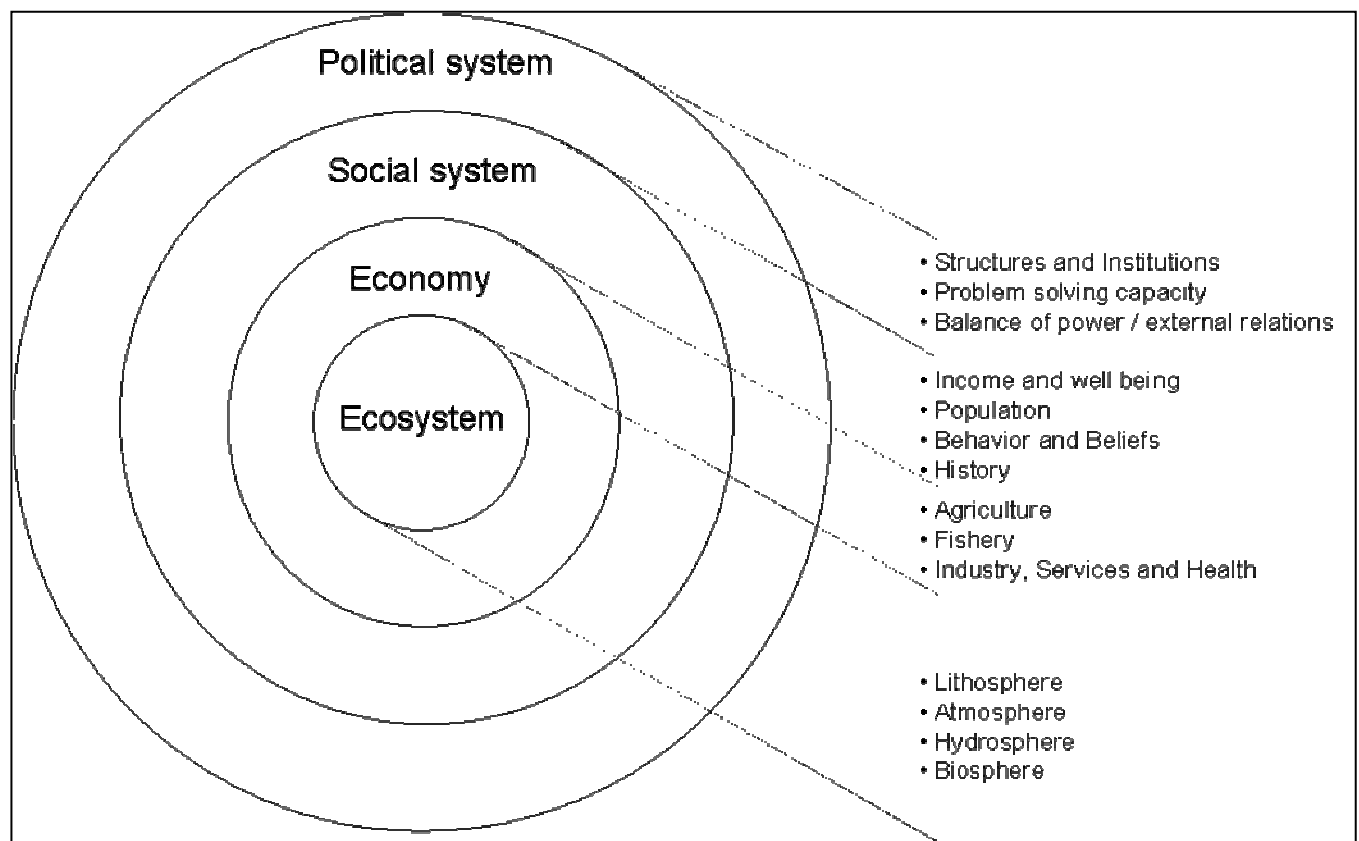 Political system
Social system
Economy
Ecosystem
• Structures and Institutions
• Problem solving capacity
• Balance of power / external relations
• Income and well being
• Population
• Behavior and Beliefs
• History
• Agriculture
• Fishery
• Industry, Services and Health
• Lithosphere
• Atmosphere
• Hydrosphere
• Biosphere